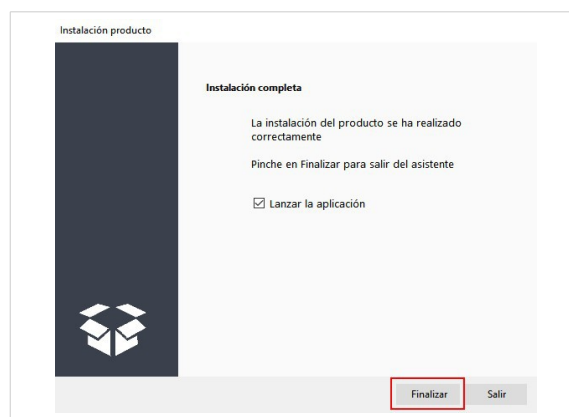 Instalación producto
Instalación completa
La instalación del producto se ha realizado
correctamente
Pinche en Finalizar para salir del asistente
Lanzar la aplicación
Finalizar
Salir